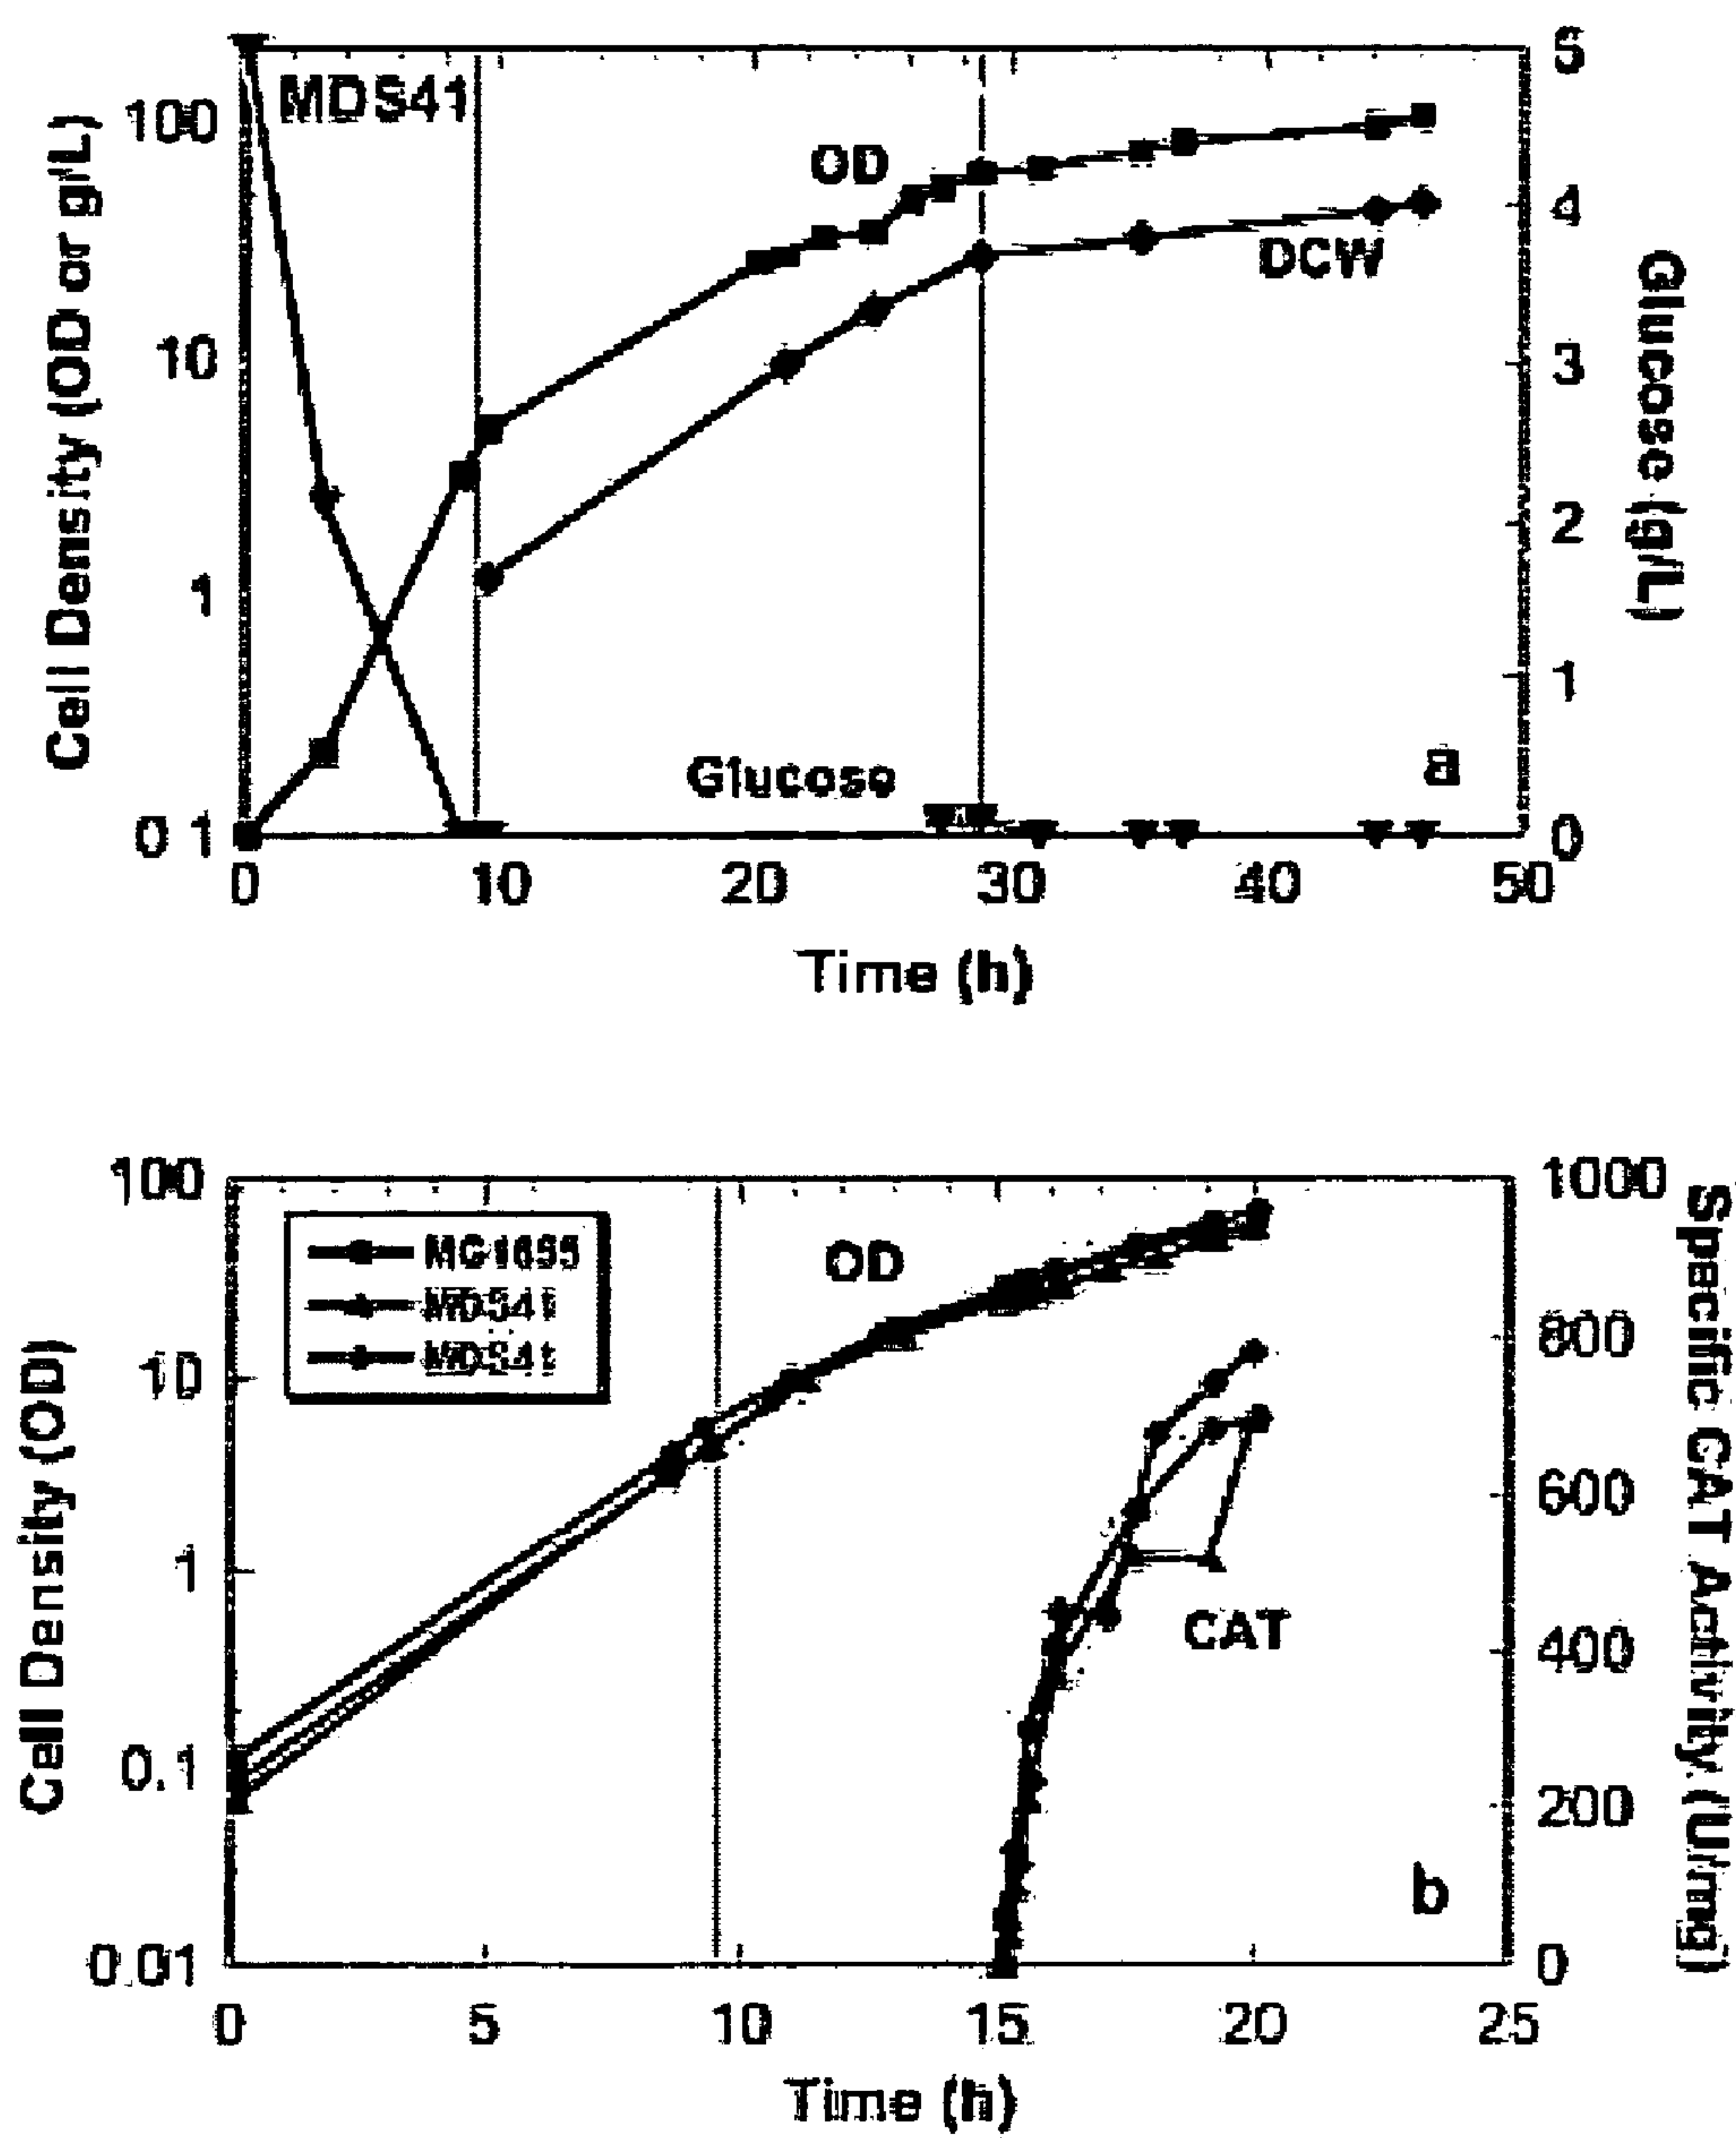 MDS41
OD
DCW
Glucose
a
Cell Density (OD or g/L)
100
10
1
0 1
Glucose (g/L)
5
4
3
2
1
0
0 10 20 30 40 50
Time (h)
OD
CAT
b
Cell Density (OD)
100
10
1
0.1
0.01
Specific CAT Activity (U/mg)
1000
800
600
400
200
0
0 5 10 15 20 25
Time (h)